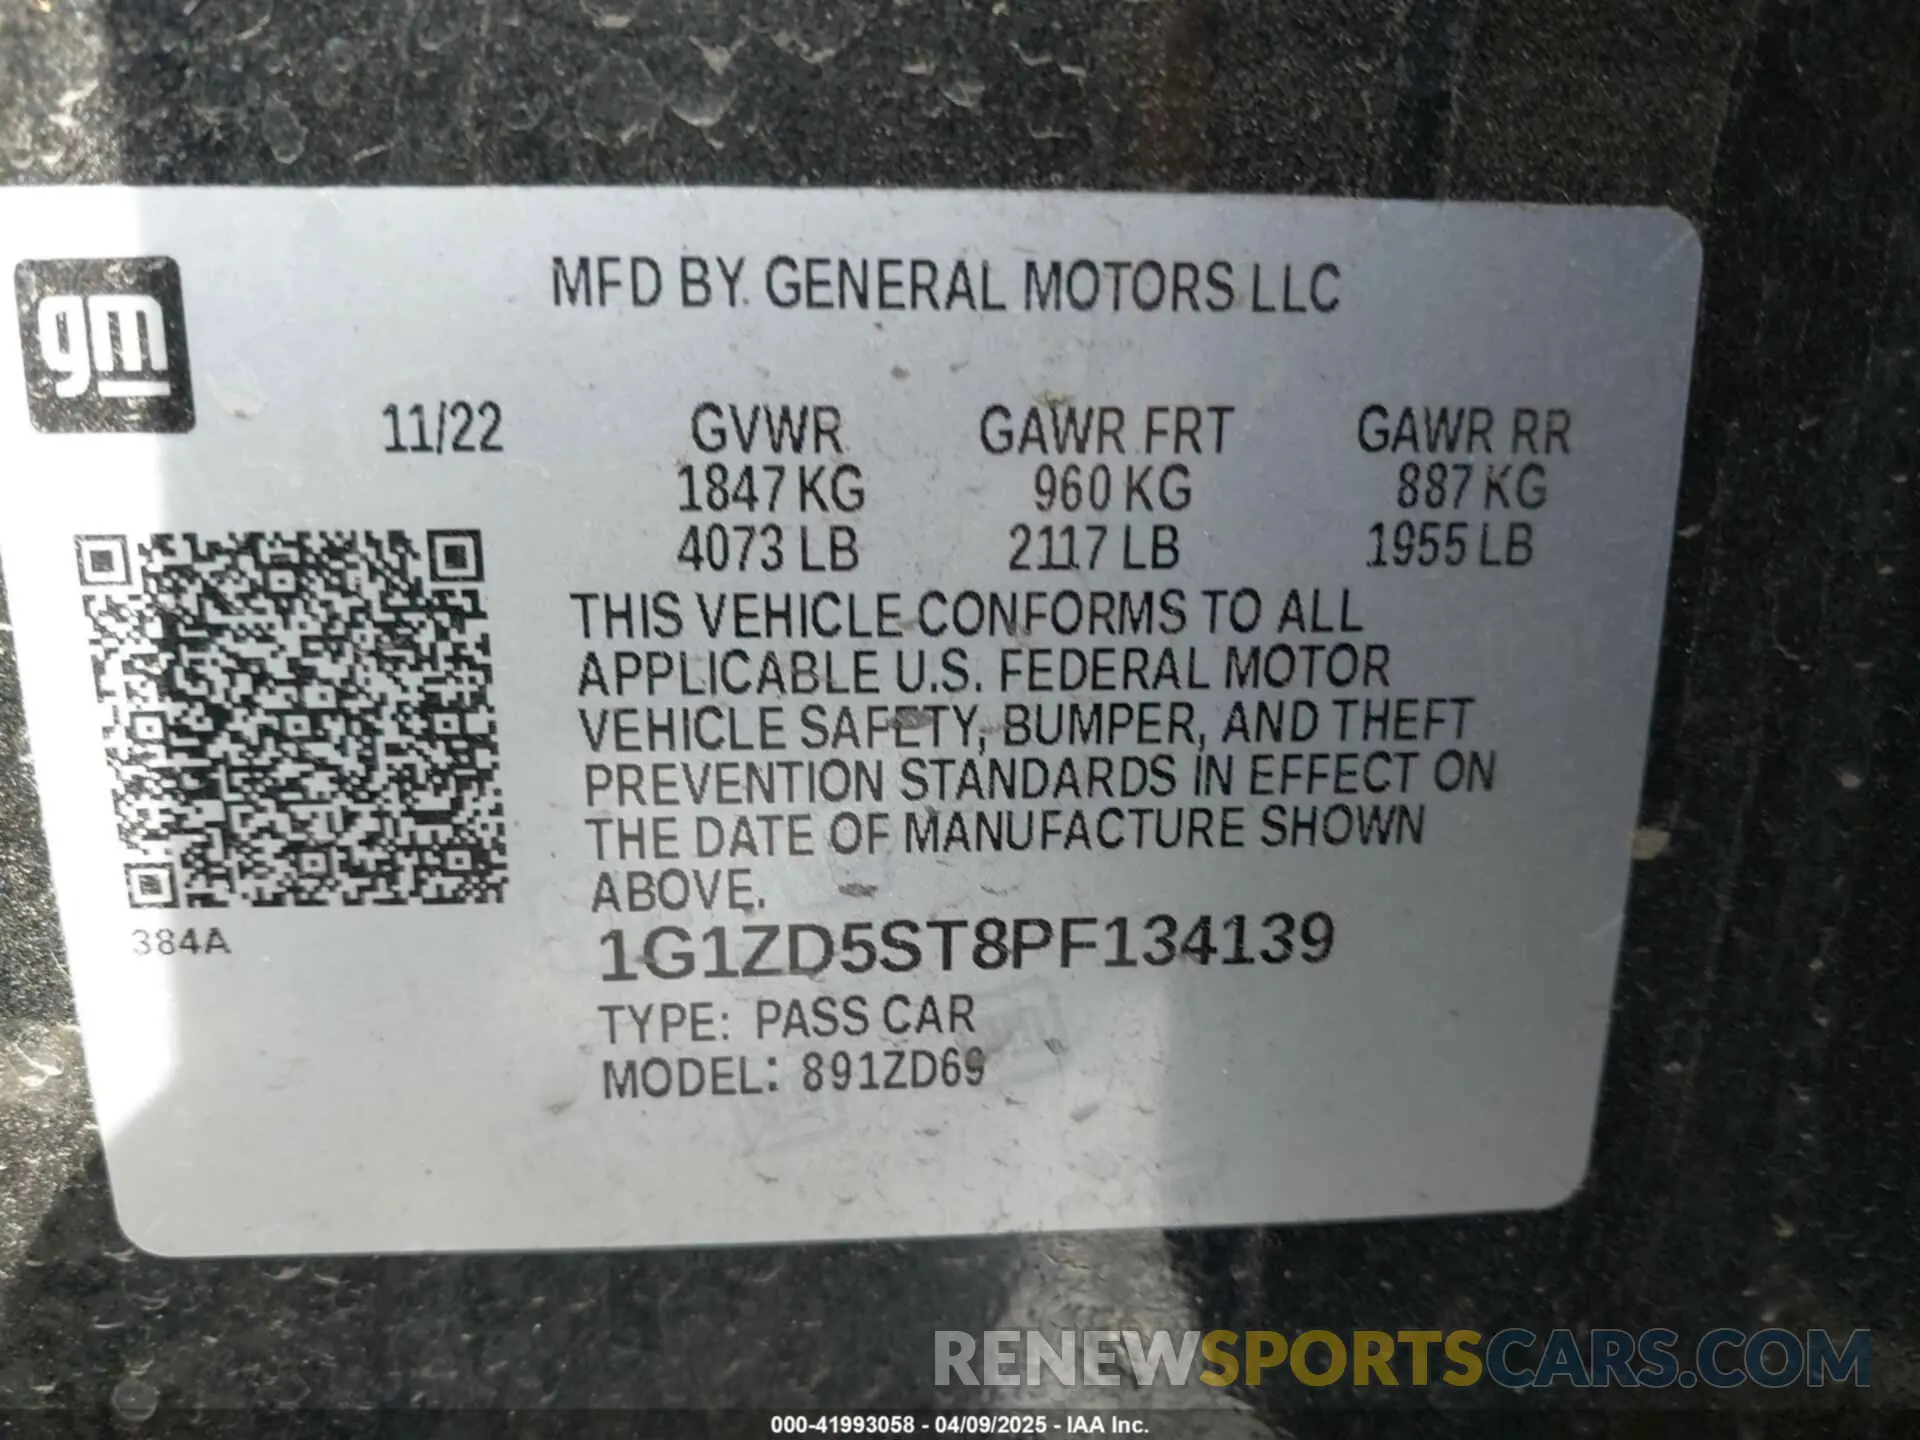 MFD BY GENERAL MOTORS LLC
gm
11/22 GVWR GAWR FRT GAWR RR
1847 KG 960 KG 887 KG
4073 LB 2117 LB 1955 LB
THIS VEHICLE CONFORMS TO ALL
APPLICABLE U.S. FEDERAL MOTOR
VEHICLE SAFETY, BUMPER, AND THEFT
PREVENTION STANDARDS IN EFFECT ON
THE DATE OF MANUFACTURE SHOWN
ABOVE.
384A
1G1ZD5ST8PF134139
TYPE: PASS CAR
MODEL: 891ZD69
RENEWSPORTSCARS.COM
000-41993058 - 04/09/2025 - IAA Inc.